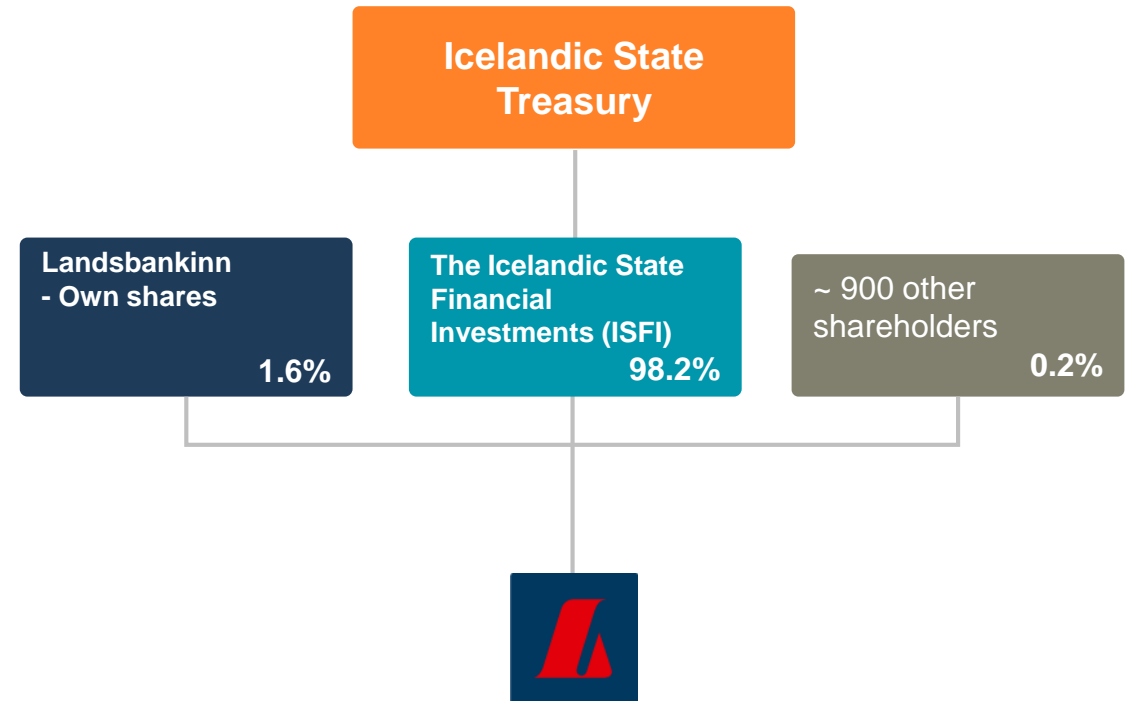 Icelandic State
Treasury
Landsbankinn
- Own shares
1.6%
The Icelandic State
Financial
Investments (ISFI)
98.2%
~ 900 other
shareholders
0.2%